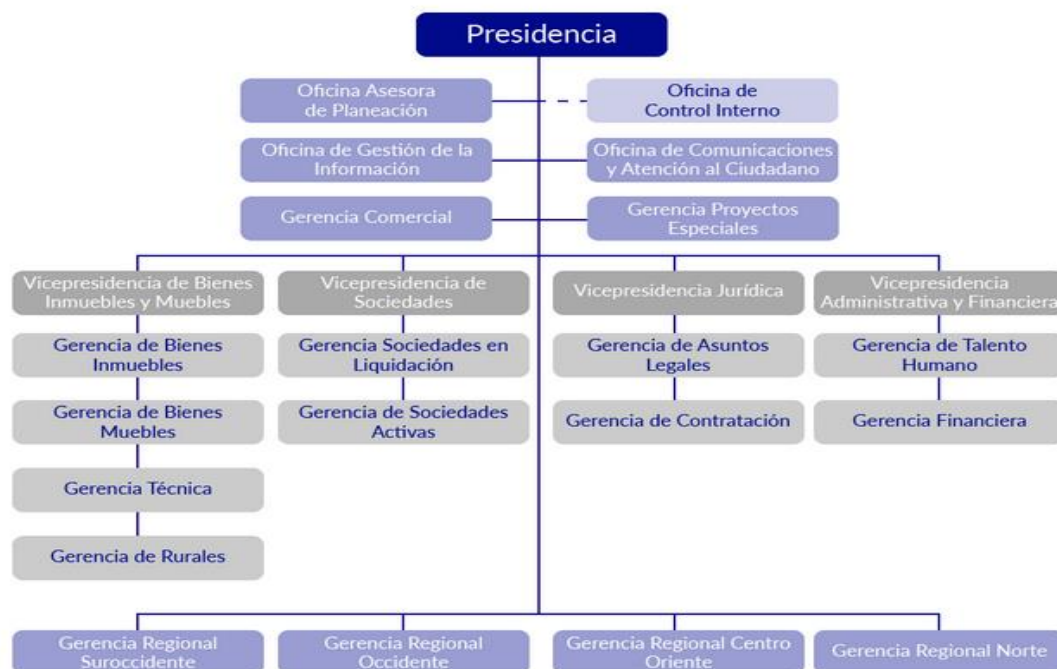 Presidencia
Oficina Asesora
de Planeación
Oficina de
Control Interno
Oficina de Gestión de la
Información
Oficina de Comunicaciones
y Atención al Ciudadano
Gerencia Comercial
Gerencia Proyectos
Especiales
Vicepresidencia de Bienes
Inmuebles y Muebles
Vicepresidencia de
Sociedades
Vicepresidencia Jurídica
Vicepresidencia
Administrativa y Financiera
Gerencia de Bienes
Inmuebles
Gerencia Sociedades en
Liquidación
Gerencia de Asuntos
Legales
Gerencia de Talento
Humano
Gerencia de Bienes
Muebles
Gerencia de Sociedades
Activas
Gerencia de Contratación
Gerencia Financiera
Gerencia Técnica
Gerencia de Rurales
Gerencia Regional
Suroccidente
Gerencia Regional
Occidente
Gerencia Regional Centro
Oriente
Gerencia Regional Norte